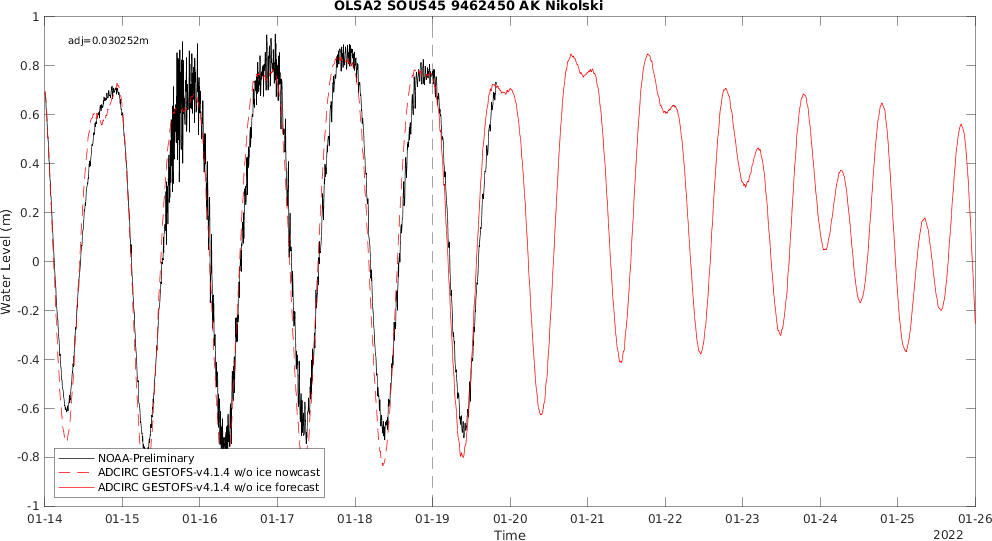 OLSA2 SOUS45 9462450 AK Nikolski
adj=0.030252m
Water Level (m)
1
0.8
0.6
0.4
0.2
0
-0.2
-0.4
-0.6
-0.8
-1
NOAA-Preliminary
ADCIRC GESTOFS-v4.1.4 w/o ice nowcast
ADCIRC GESTOFS-v4.1.4 w/o ice forecast
01-14 01-15 01-16 01-17 01-18 01-19 01-20 01-21 01-22 01-23 01-24 01-25 01-26
Time
2022